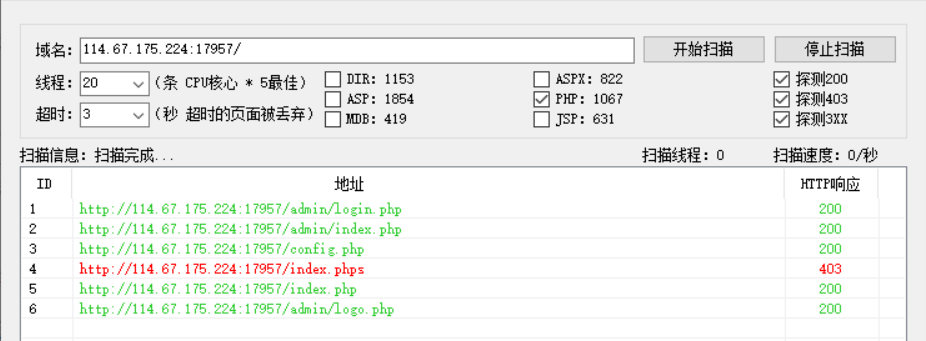 域名: 114.67.175.224:17957/ 开始扫描 停止扫描
线程: 20 (条 CPU核心 * 5最佳) DIR: 1153 ASPX: 822 探测200
ASP: 1854 PHP: 1067 探测403
超时: 3 (秒 超时的页面被丢弃) MDB: 419 JSP: 631 探测3XX
扫描信息: 扫描完成... 扫描线程: 0 扫描速度: 0/秒
ID 地址 HTTP响应
1 http://114.67.175.224:17957/admin/login.php 200
2 http://114.67.175.224:17957/admin/index.php 200
3 http://114.67.175.224:17957/config.php 200
4 http://114.67.175.224:17957/index.phps 403
5 http://114.67.175.224:17957/index.php 200
6 http://114.67.175.224:17957/admin/logo.php 200